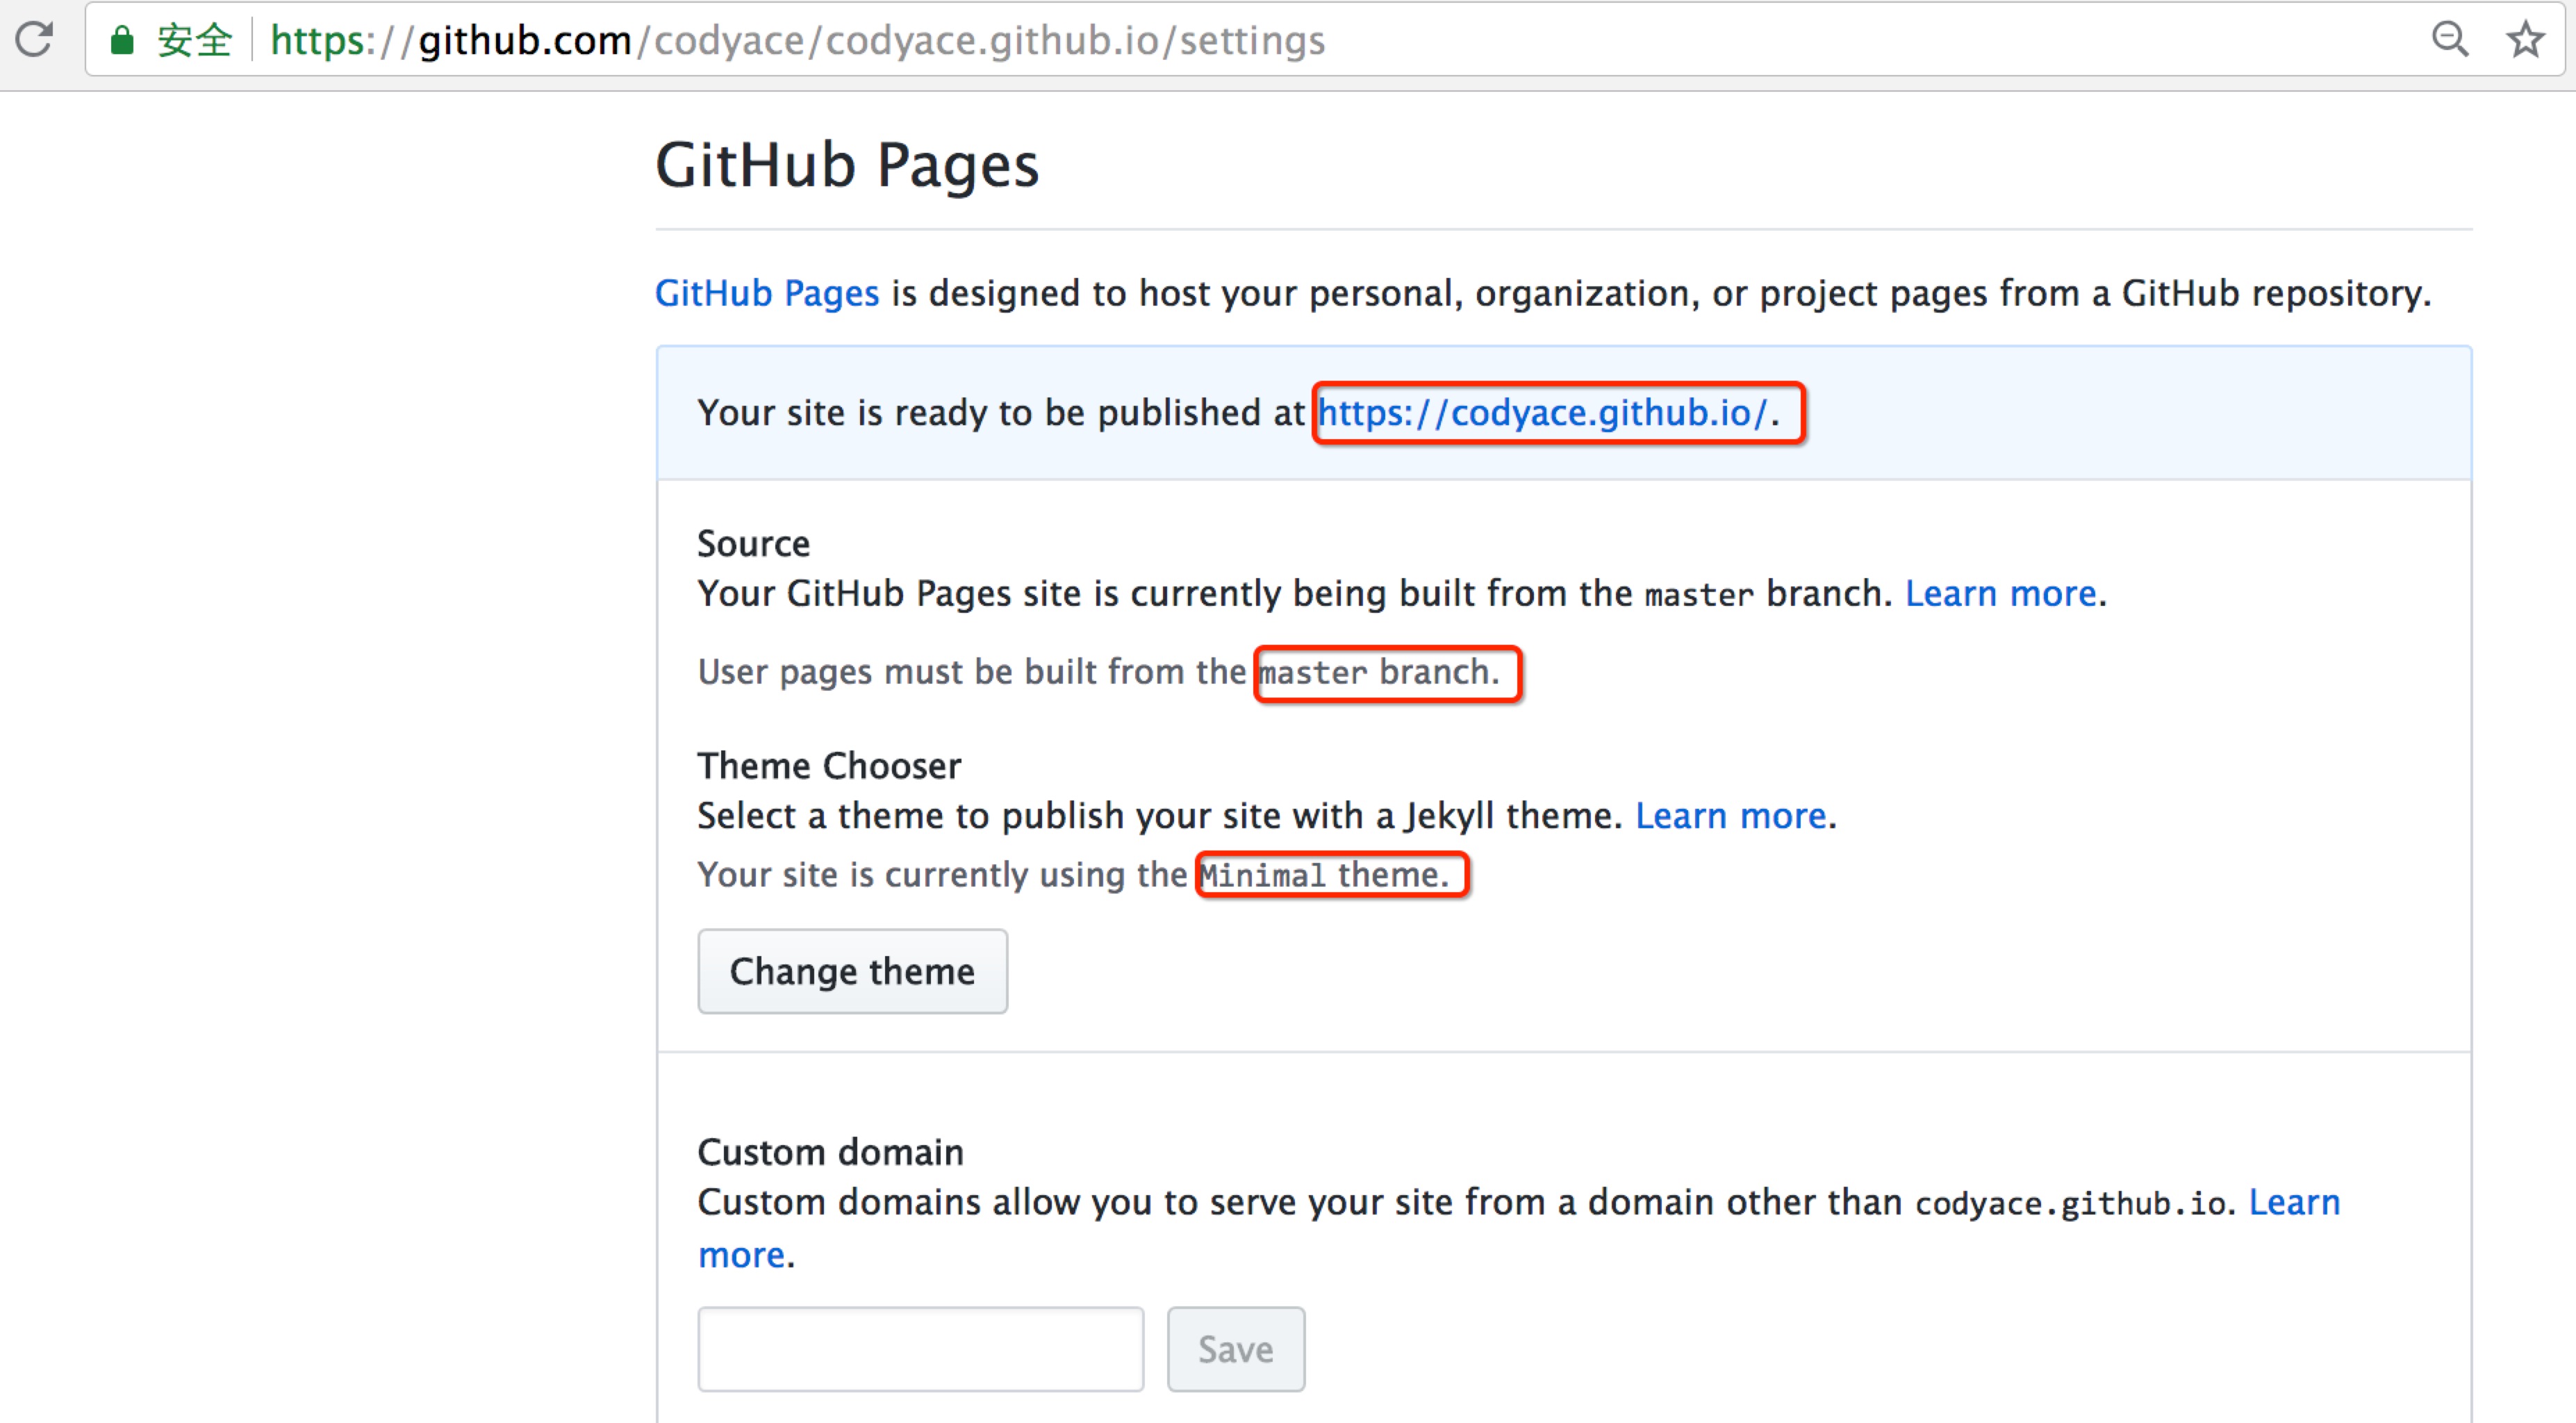 安全 https://github.com/codyace/codyace.github.io/settings
GitHub Pages
GitHub Pages is designed to host your personal, organization, or project pages from a GitHub repository.
Your site is ready to be published at https://codyace.github.io/.
Source
Your GitHub Pages site is currently being built from the master branch. Learn more.
User pages must be built from the master branch.
Theme Chooser
Select a theme to publish your site with a Jekyll theme. Learn more.
Your site is currently using the Minimal theme.
Change theme
Custom domain
Custom domains allow you to serve your site from a domain other than codyace.github.io. Learn
more.
Save